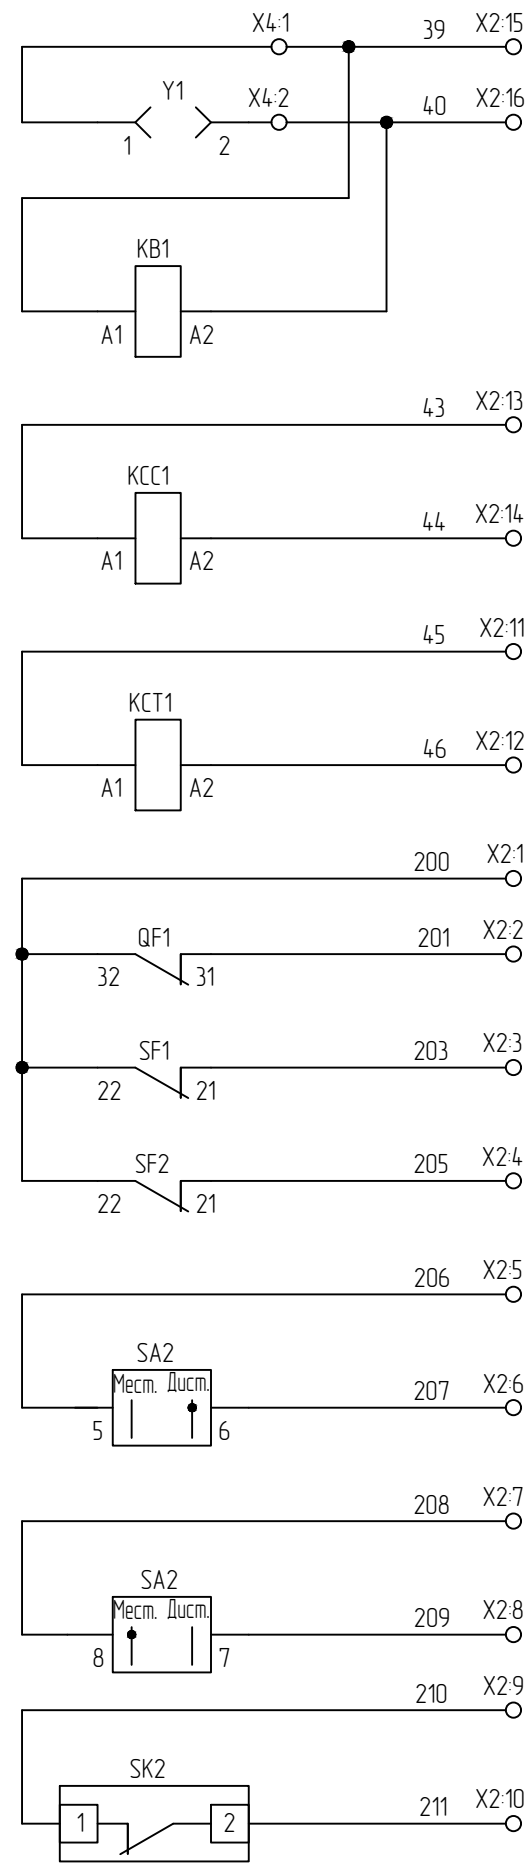 X4:1 39 X2:15
Y1 X4:2 40 X2:16
1 2
KB1
A1 A2
43 X2:13
KCC1
44 X2:14
A1 A2
45 X2:11
KCT1
46 X2:12
A1 A2
200 X2:1
QF1 201 X2:2
32 31
SF1 203 X2:3
22 21
SF2 205 X2:4
22 21
206 X2:5
SA2
Мест. Дист.
207 X2:6
5 6
208 X2:7
SA2
Мест. Дист.
209 X2:8
8 7
210 X2:9
SK2
1 2 211 X2:10